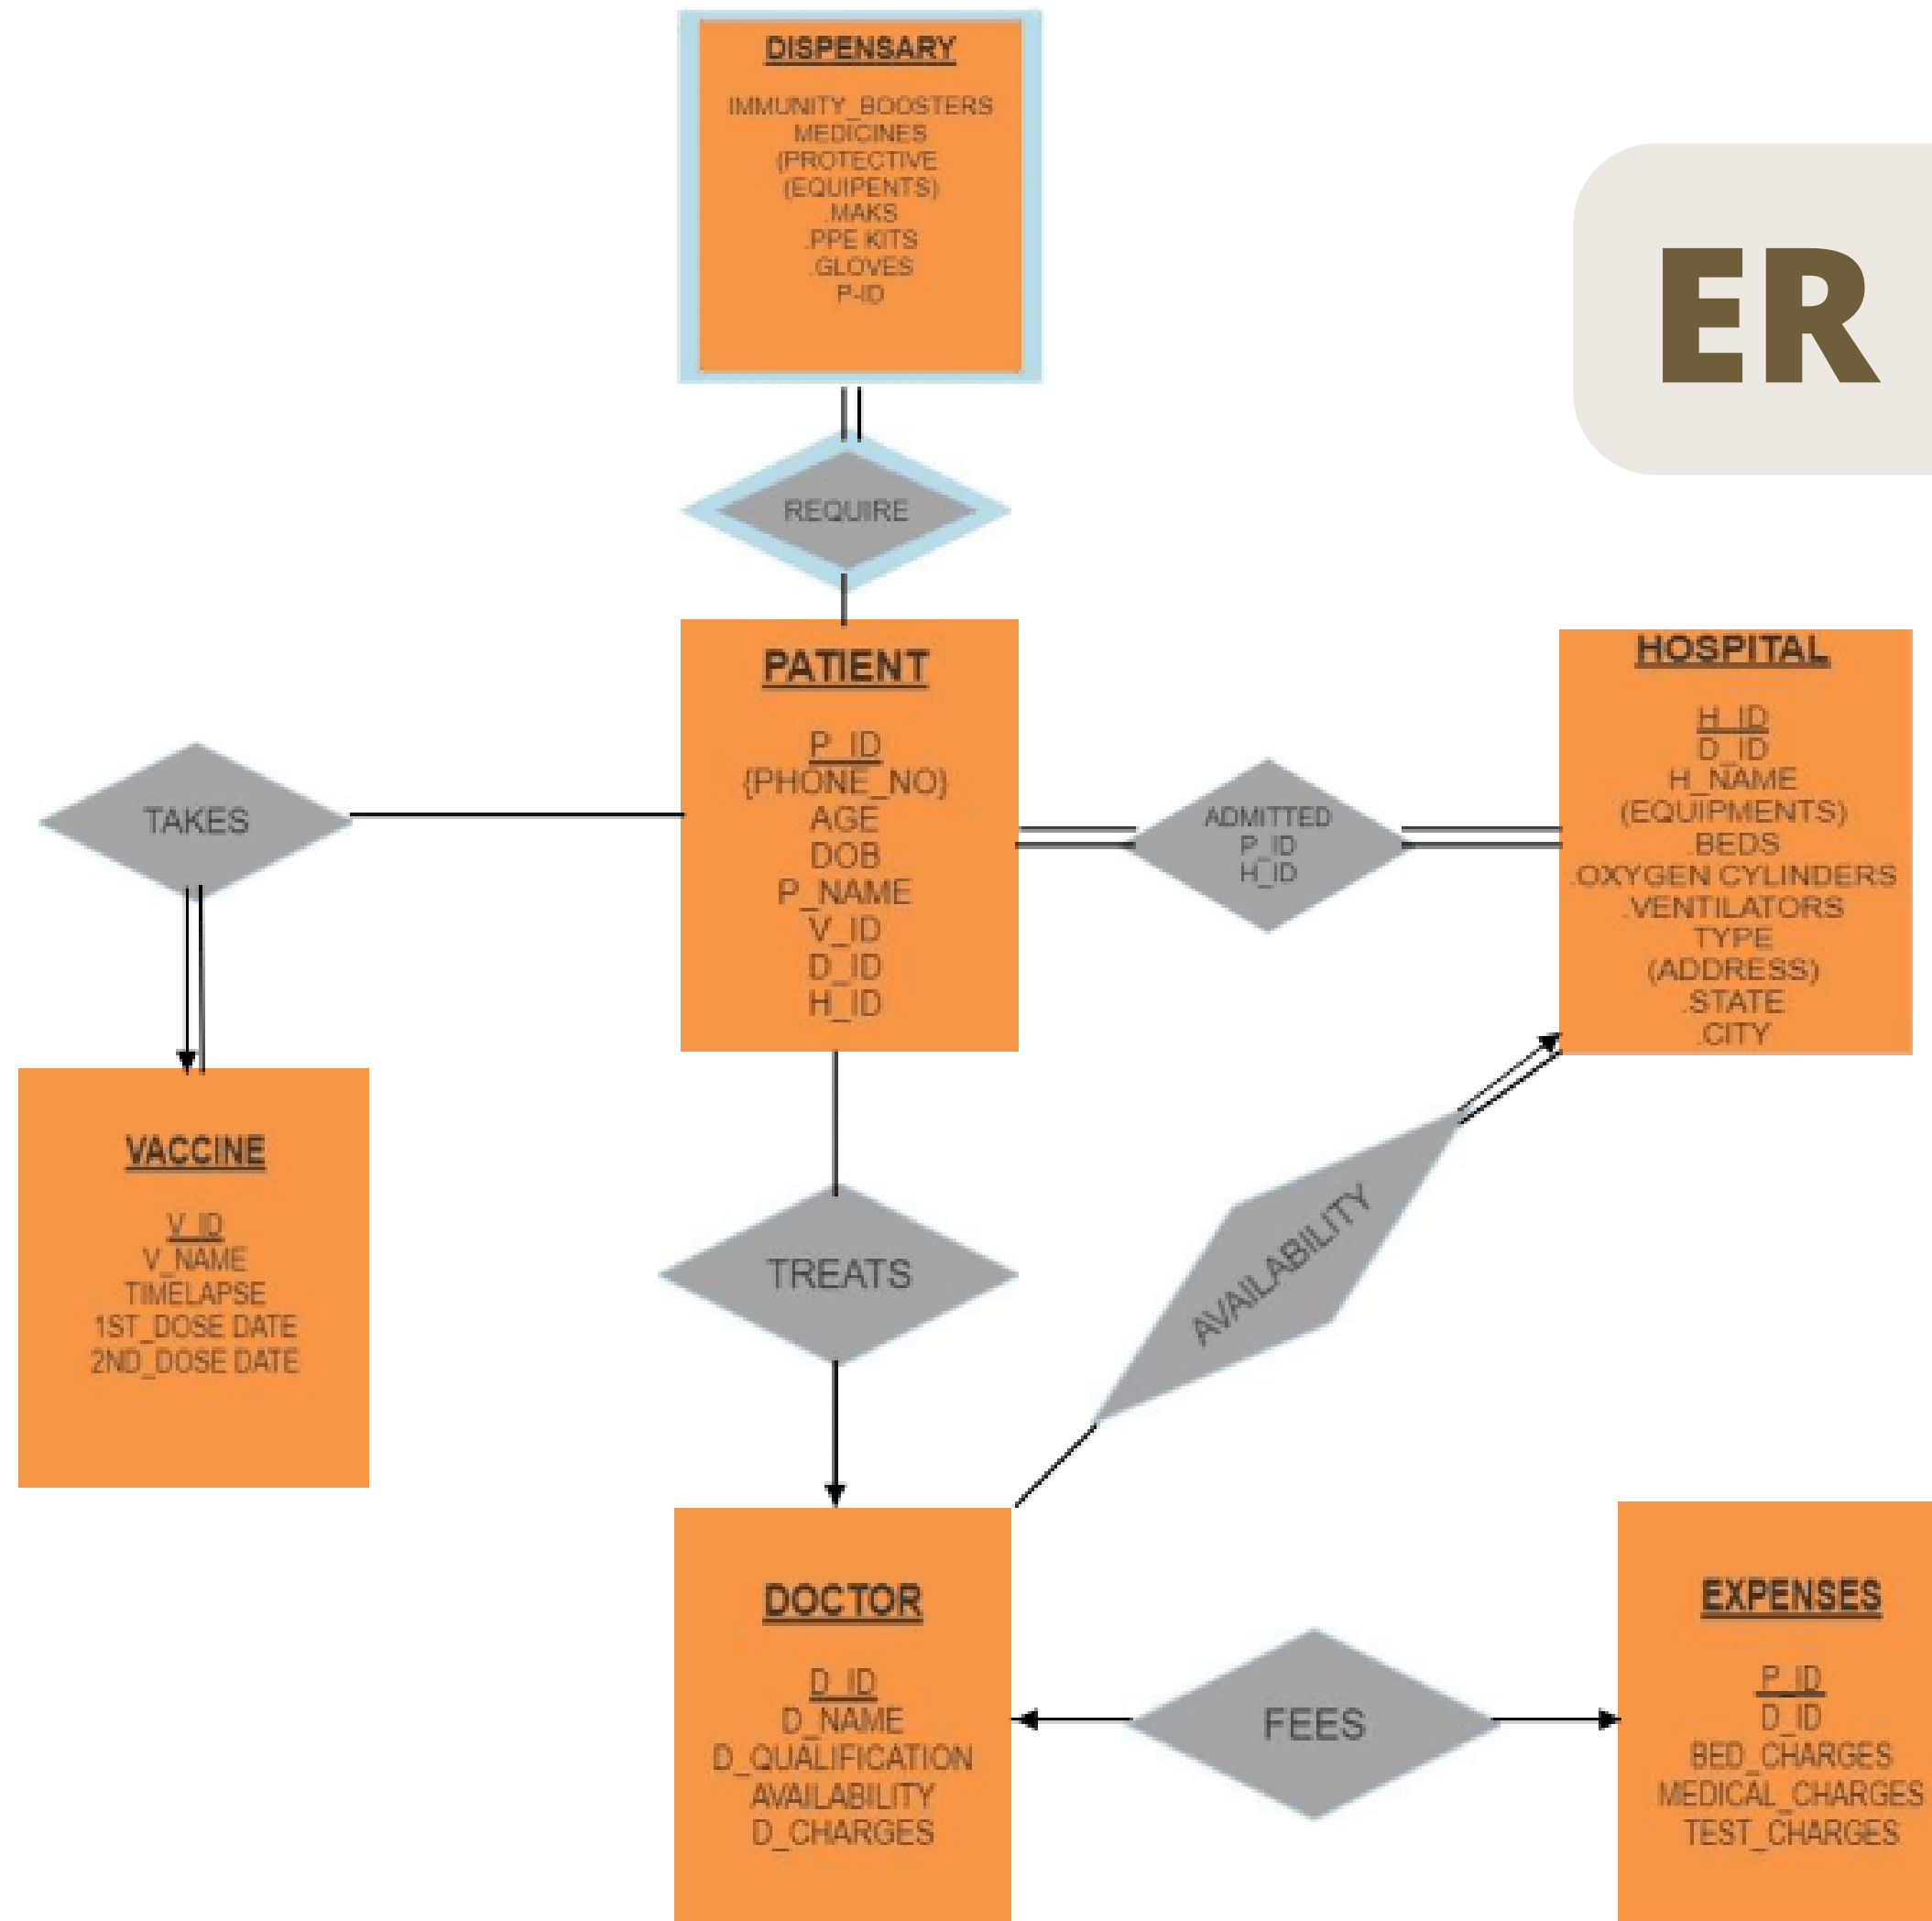 DISPENSARY
IMMUNITY_BOOSTERS
MEDICINES
(PROTECTIVE
(EQUIPENTS)
.MAKS
.PPE KITS
.GLOVES
P-ID
ER
REQUIRE
PATIENT
P_ID
{PHONE_NO}
AGE
DOB
P_NAME
V_ID
D_ID
H_ID
HOSPITAL
H_ID
D_ID
H_NAME
(EQUIPMENTS)
.BEDS
.OXYGEN CYLINDERS
.VENTILATORS
TYPE
(ADDRESS)
.STATE
.CITY
TAKES
ADMITTED
P_ID
H_ID
VACCINE
V_ID
V_NAME
TIMELAPSE
1ST_DOSE DATE
2ND_DOSE DATE
TREATS
AVAILABILITY
DOCTOR
D_ID
D_NAME
D_QUALIFICATION
AVAILABILITY
D_CHARGES
FEES
EXPENSES
P_ID
D_ID
BED_CHARGES
MEDICAL_CHARGES
TEST_CHARGES